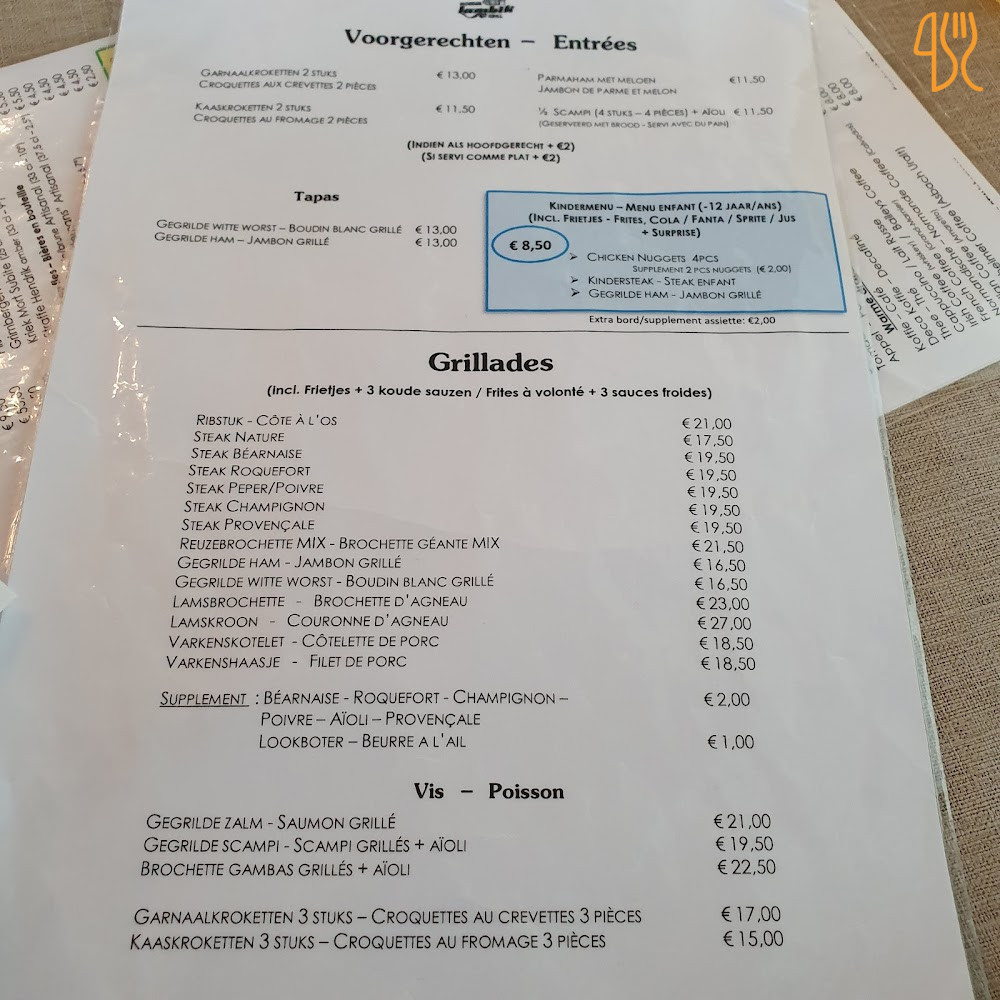 Lambik
Voorgerechten – Entrées
Garnaalkroketten 2 stuks € 13,00
Croquettes aux crevettes 2 pièces
Kaaskroketten 2 stuks € 11,50
Croquettes au fromage 2 pièces
Parmaham met meloen €11,50
Jambon de Parme et melon
½ Scampi (4 stuks – 4 pièces) + Aïoli € 11,50
(Geserveerd met brood - Servi avec du pain)
(Indien als hoofdgerecht + €2)
(Si servi comme plat + €2)
Tapas
Gegrilde witte worst – Boudin blanc grillé € 13,00
Gegrilde ham – Jambon grillé € 13,00
Kindermenu – Menu enfant (-12 jaar/ans)
(Incl. Frietjes - Frites, Cola / Fanta / Sprite / Jus
+ Surprise)
€ 8,50
Chicken Nuggets 4pcs
Supplement 2 pcs nuggets (€ 2,00)
Kindersteak - Steak enfant
Gegrilde ham - Jambon grillé
Extra bord/supplement assiette: €2,00
Grillades
(incl. Frietjes + 3 koude sauzen / Frites à volonté + 3 sauces froides)
Ribstuk - Côte à l'os € 21,00
Steak Nature € 17,50
Steak Béarnaise € 19,50
Steak Roquefort € 19,50
Steak Peper/Poivre € 19,50
Steak Champignon € 19,50
Steak Provençale € 19,50
Reuzebrochette MIX - Brochette géante MIX € 21,50
Gegrilde ham - Jambon grillé € 16,50
Gegrilde witte worst - Boudin blanc grillé € 16,50
Lamsbrochette - Brochette d'agneau € 23,00
Lamskroon - Couronne d'agneau € 27,00
Varkenskotelet - Côtelette de porc € 18,50
Varkenshaasje - Filet de porc € 18,50
Supplement : Béarnaise - Roquefort - Champignon – € 2,00
Poivre – Aïoli – Provençale
Lookboter – Beurre a l'ail € 1,00
Vis – Poisson
Gegrilde zalm - Saumon grillé € 21,00
Gegrilde scampi - Scampi grillés + aïoli € 19,50
Brochette gambas grillés + aïoli € 22,50
Garnaalkroketten 3 stuks – Croquettes au crevettes 3 pièces € 17,00
Kaaskroketten 3 stuks – Croquettes au fromage 3 pièces € 15,00